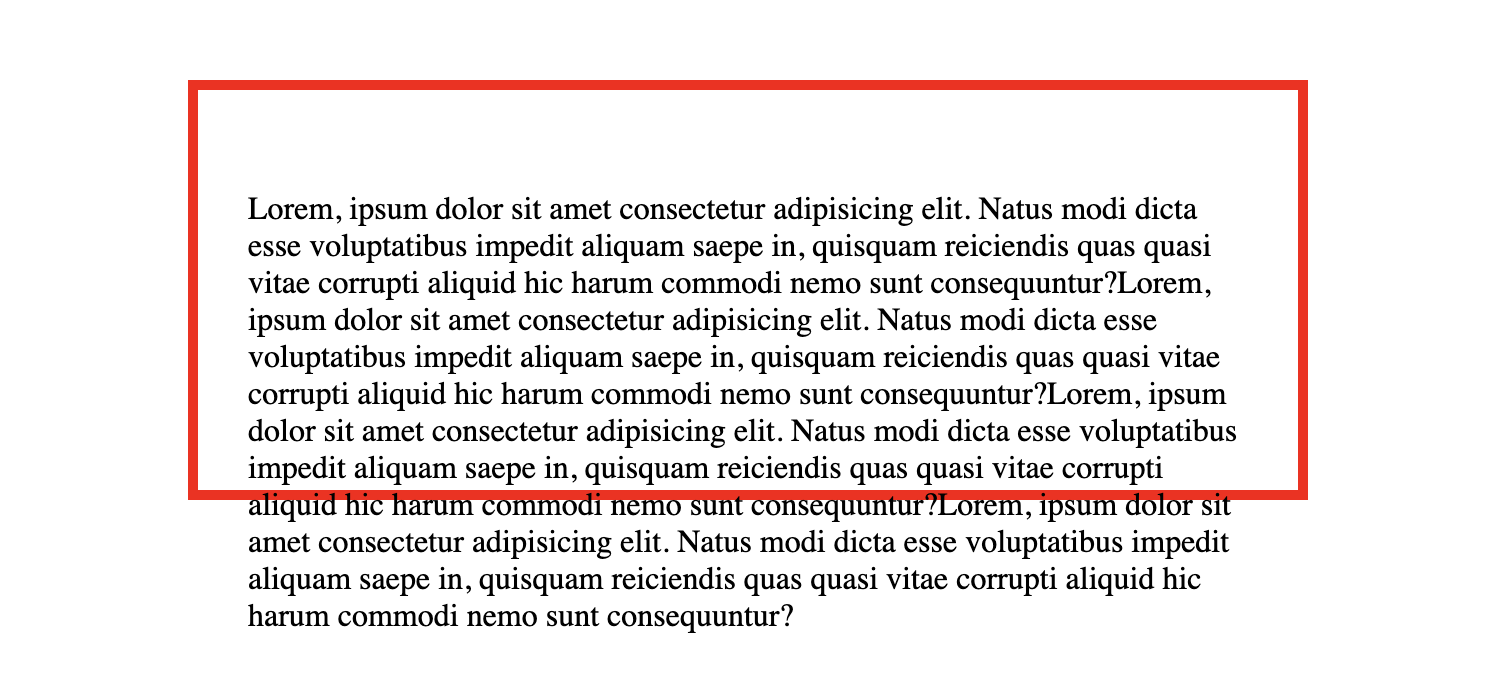 Lorem, ipsum dolor sit amet consectetur adipisicing elit. Natus modi dicta
esse voluptatibus impedit aliquam saepe in, quisquam reiciendis quas quasi
vitae corrupti aliquid hic harum commodi nemo sunt consequuntur?Lorem,
ipsum dolor sit amet consectetur adipisicing elit. Natus modi dicta esse
voluptatibus impedit aliquam saepe in, quisquam reiciendis quas quasi vitae
corrupti aliquid hic harum commodi nemo sunt consequuntur?Lorem, ipsum
dolor sit amet consectetur adipisicing elit. Natus modi dicta esse voluptatibus
impedit aliquam saepe in, quisquam reiciendis quas quasi vitae corrupti
aliquid hic harum commodi nemo sunt consequuntur?Lorem, ipsum dolor sit
amet consectetur adipisicing elit. Natus modi dicta esse voluptatibus impedit
aliquam saepe in, quisquam reiciendis quas quasi vitae corrupti aliquid hic
harum commodi nemo sunt consequuntur?